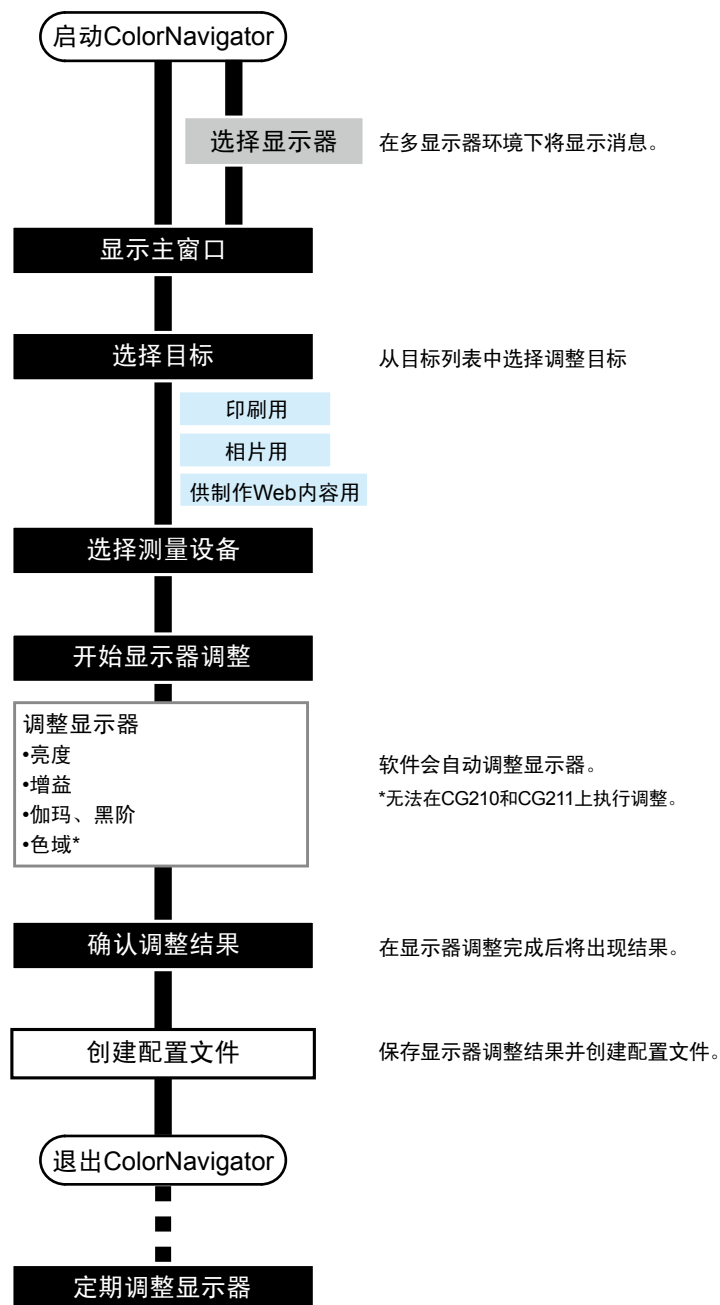 启动ColorNavigator
选择显示器
在多显示器环境下将显示消息。
显示主窗口
选择目标
从目标列表中选择调整目标
印刷用
相片用
供制作Web内容用
选择测量设备
开始显示器调整
调整显示器
•亮度
•增益
•伽玛、黑阶
•色域*
软件会自动调整显示器。
*无法在CG210和CG211上执行调整。
确认调整结果
在显示器调整完成后将出现结果。
创建配置文件
保存显示器调整结果并创建配置文件。
退出ColorNavigator
定期调整显示器